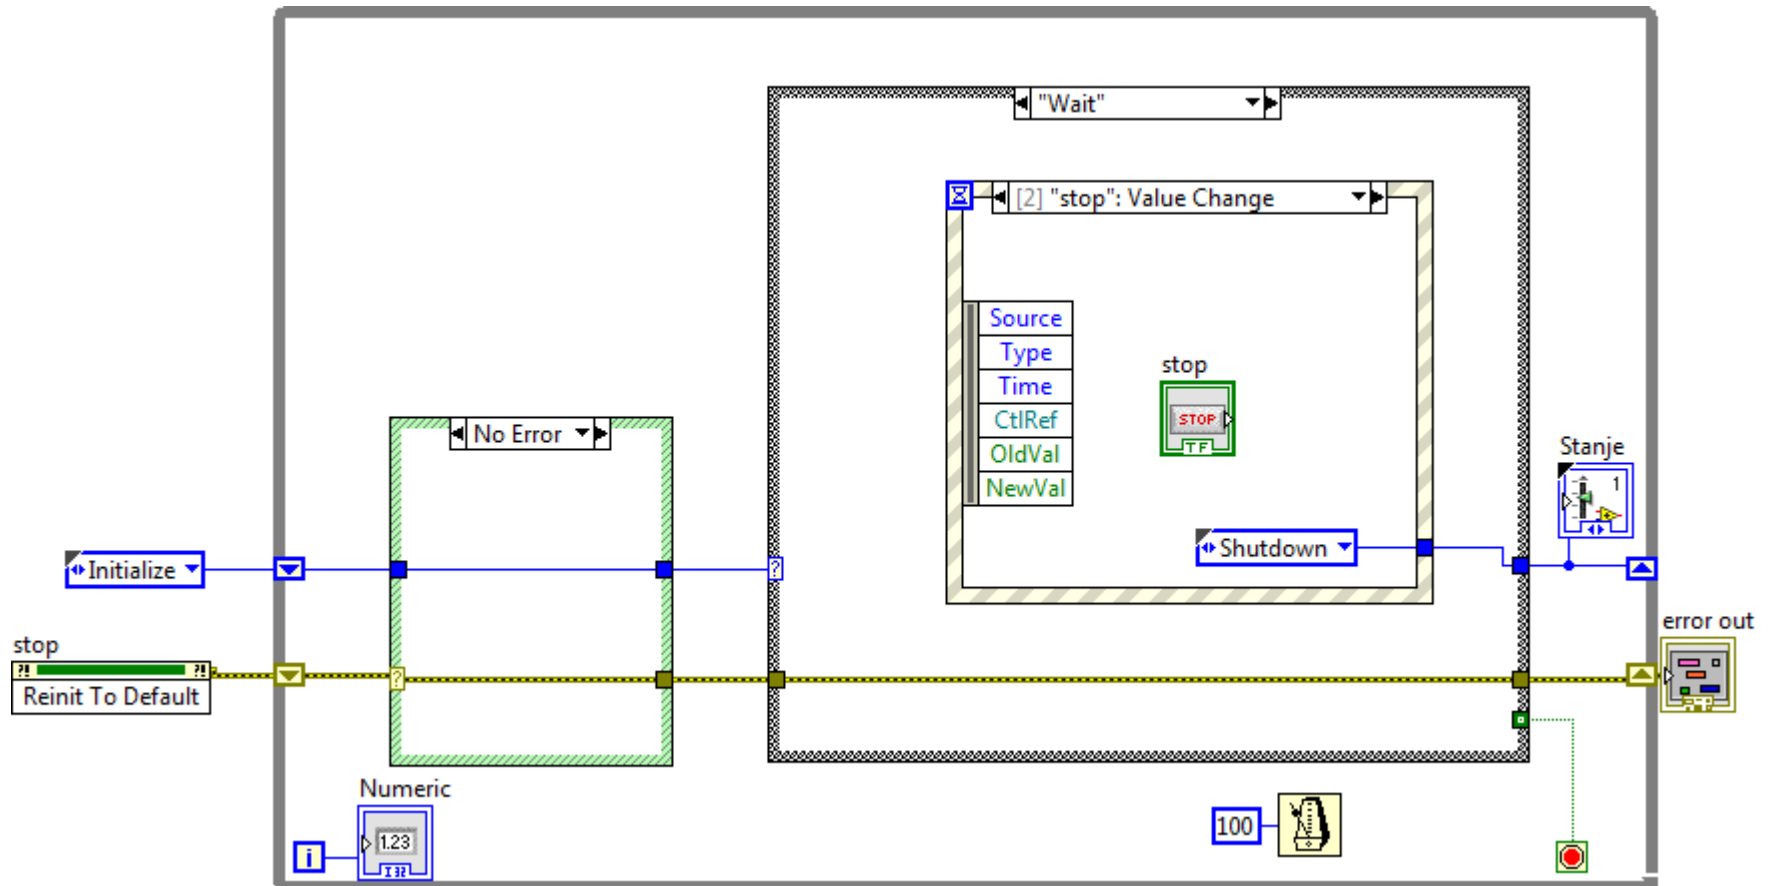 "Wait"
[2] "stop": Value Change
Source
Type
Time
CtlRef
OldVal
NewVal
stop
STOP
TF
No Error
Stanje
1
Shutdown
Initialize
?
?
stop
?! ?!
Reinit To Default
?
error out
Numeric
1.23
I32
i
100